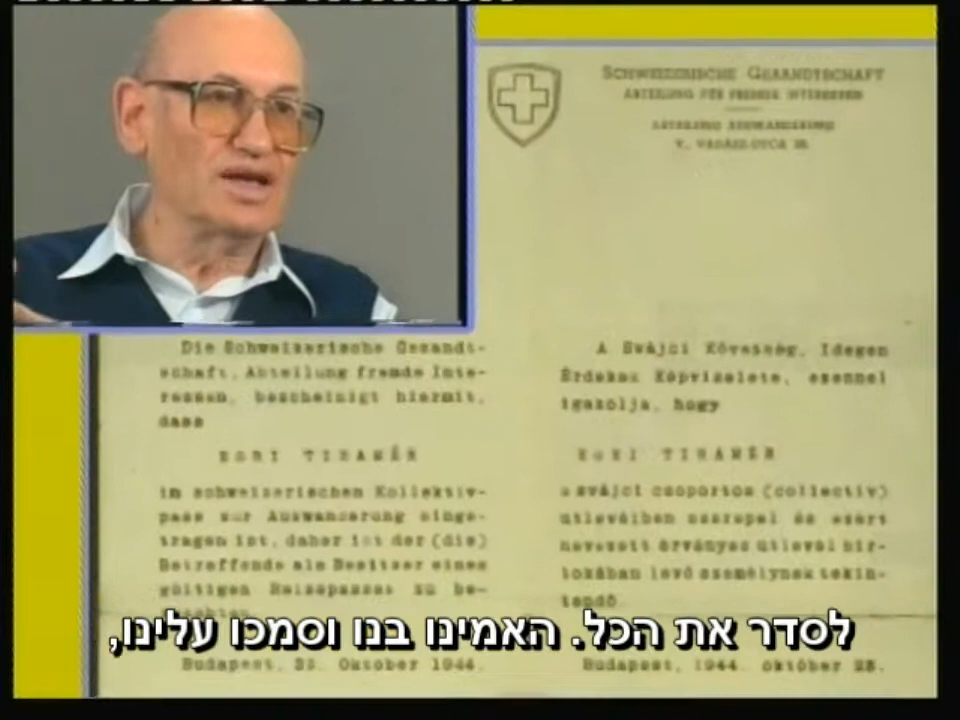 SCHWEIZERISCHE GESANDTSCHAFT
ABTEILUNG FÜR FREMDE INTERESSEN
V. VADÁSZ-UTCA 29.
Die Schweizerische Gesandt-
schaft, Abteilung fremde Inte-
ressen, bescheinigt hiermit,
dass
TIHAMÉR
im schweizerischen Kollektiv-
pass zur Auswanderung einge-
tragen ist, daher ist der (die)
Betreffende als Besitzer eines
gültigen Reisepasses zu be-
Budapest, 23. Oktober 1944.
A Svájci Követség, Idegen
Érdekek Képviselete, ezennel
igazolja, hogy
TIHAMÉR
a svájci csoportos (collectiv)
útlevélben szerepel és ezért
nevezett érvényes útlevél bir-
tokában levő személynek tekin-
tendő
Budapest, 1944. október 23.
לסדר את הכל. האמינו בנו וסמכו עלינו,